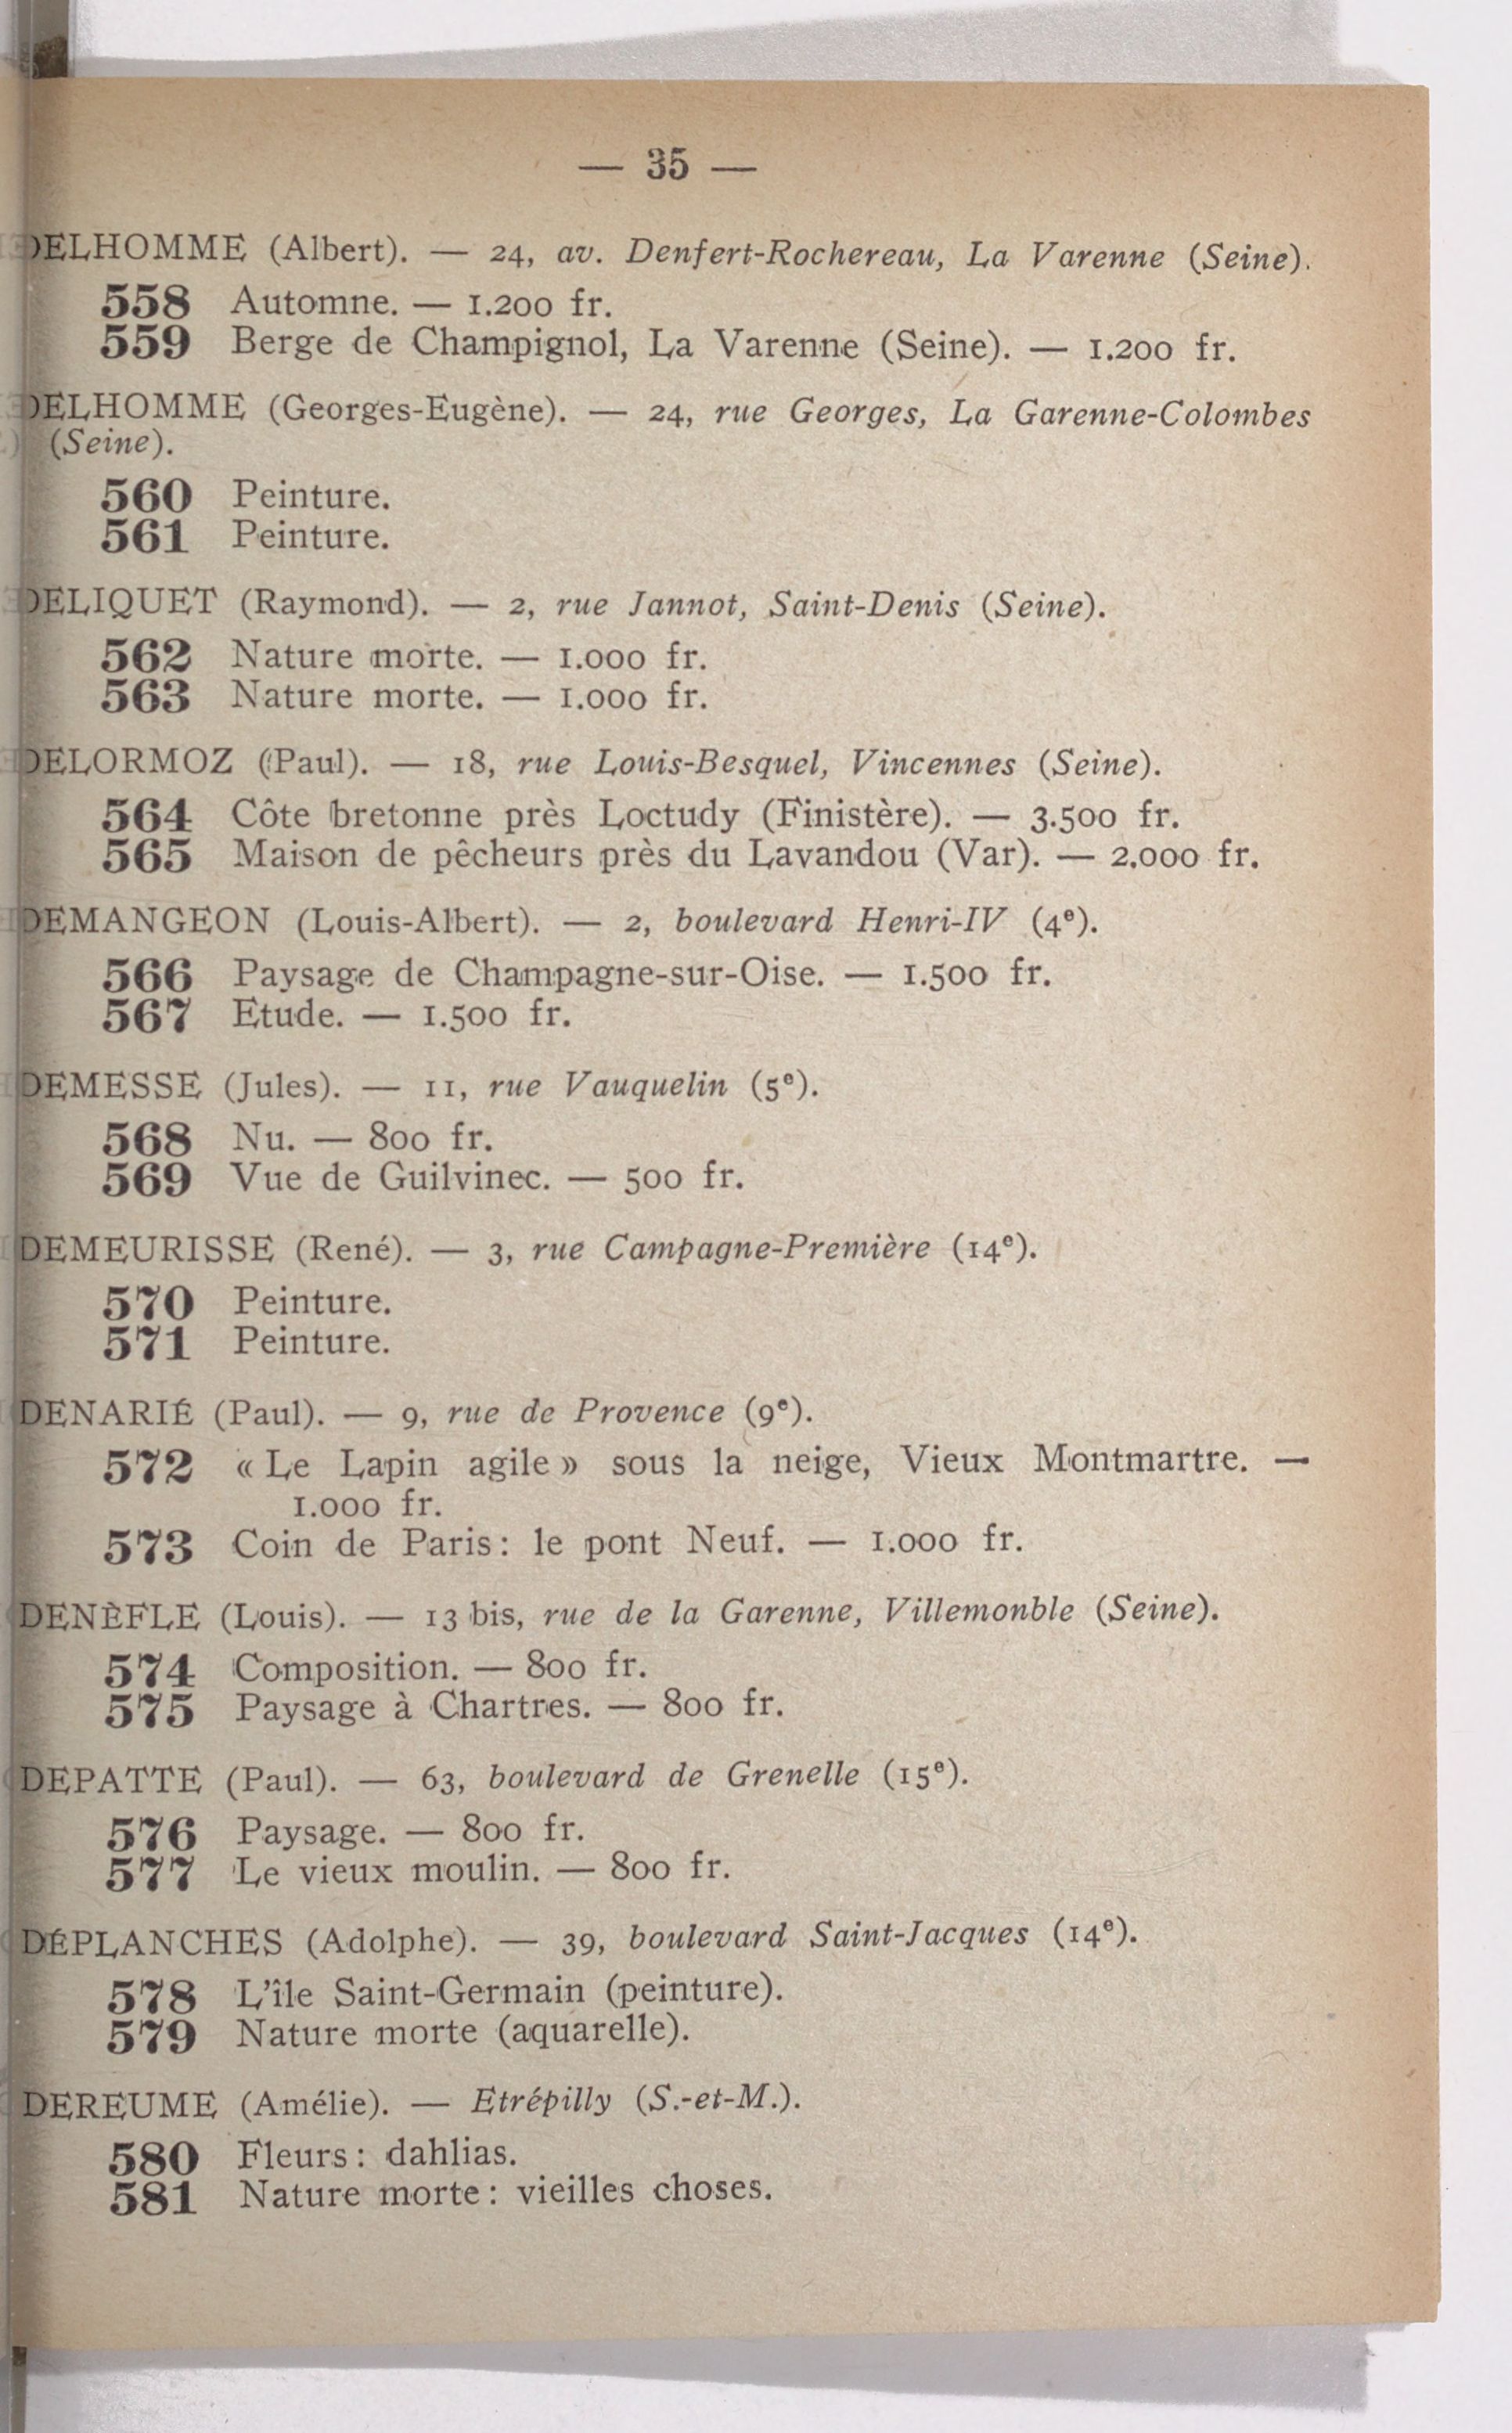 — 35 —
DELHOMME (Albert). — 24, av. Denfert-Rochereau, La Varenne (Seine).
558 Automne. — 1.200 fr.
559 Berge de Champignol, La Varenne (Seine). — 1.200 fr.
DELHOMME (Georges-Eugène). — 24, rue Georges, La Garenne-Colombes
(Seine).
560 Peinture.
561 Peinture.
DELIQUET (Raymond). — 2, rue Jannot, Saint-Denis (Seine).
562 Nature morte. — 1.000 fr.
563 Nature morte. — 1.000 fr.
DELORMOZ (Paul). — 18, rue Louis-Besquel, Vincennes (Seine).
564 Côte bretonne près Loctudy (Finistère). — 3.500 fr.
565 Maison de pêcheurs près du Lavandou (Var). — 2.000 fr.
DEMANGEON (Louis-Albert). — 2, boulevard Henri-IV (4e).
566 Paysage de Champagne-sur-Oise. — 1.500 fr.
567 Etude. — 1.500 fr.
DEMESSE (Jules). — 11, rue Vauquelin (5e).
568 Nu. — 800 fr.
569 Vue de Guilvinec. — 500 fr.
DEMEURISSE (René). — 3, rue Campagne-Première (14e).
570 Peinture.
571 Peinture.
DENARIÉ (Paul). — 9, rue de Provence (9e).
572 « Le Lapin agile » sous la neige, Vieux Montmartre. —
1.000 fr.
573 Coin de Paris : le pont Neuf. — 1.000 fr.
DENÈFLE (Louis). — 13 bis, rue de la Garenne, Villemonble (Seine).
574 Composition. — 800 fr.
575 Paysage à Chartres. — 800 fr.
DEPATTE (Paul). — 63, boulevard de Grenelle (15e).
576 Paysage. — 800 fr.
577 Le vieux moulin. — 800 fr.
DÉPLANCHES (Adolphe). — 39, boulevard Saint-Jacques (14e).
578 L'île Saint-Germain (peinture).
579 Nature morte (aquarelle).
DEREUME (Amélie). — Etrépilly (S.-et-M.).
580 Fleurs : dahlias.
581 Nature morte : vieilles choses.